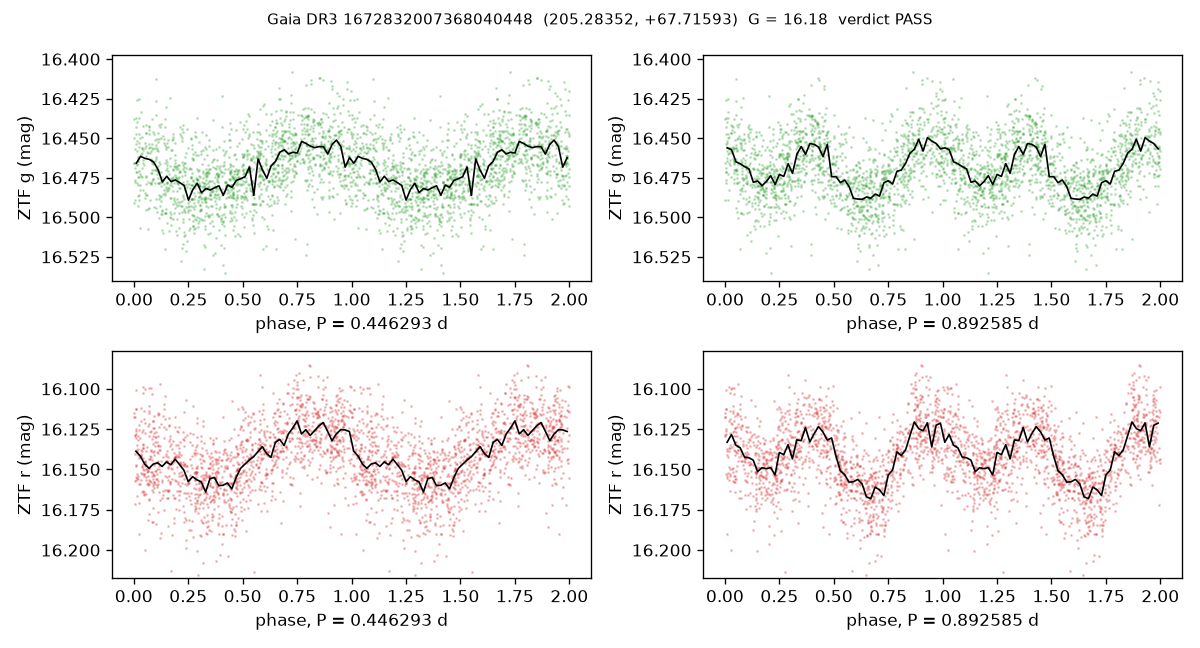 Gaia DR3 1672832007368040448 (205.28352, +67.71593) G = 16.18 verdict PASS
ZTF g (mag)
16.400
16.425
16.450
16.475
16.500
16.525
0.00 0.25 0.50 0.75 1.00 1.25 1.50 1.75 2.00
phase, P = 0.446293 d
ZTF g (mag)
16.400
16.425
16.450
16.475
16.500
16.525
0.00 0.25 0.50 0.75 1.00 1.25 1.50 1.75 2.00
phase, P = 0.892585 d
ZTF r (mag)
16.100
16.125
16.150
16.175
16.200
0.00 0.25 0.50 0.75 1.00 1.25 1.50 1.75 2.00
phase, P = 0.446293 d
ZTF r (mag)
16.100
16.125
16.150
16.175
16.200
0.00 0.25 0.50 0.75 1.00 1.25 1.50 1.75 2.00
phase, P = 0.892585 d